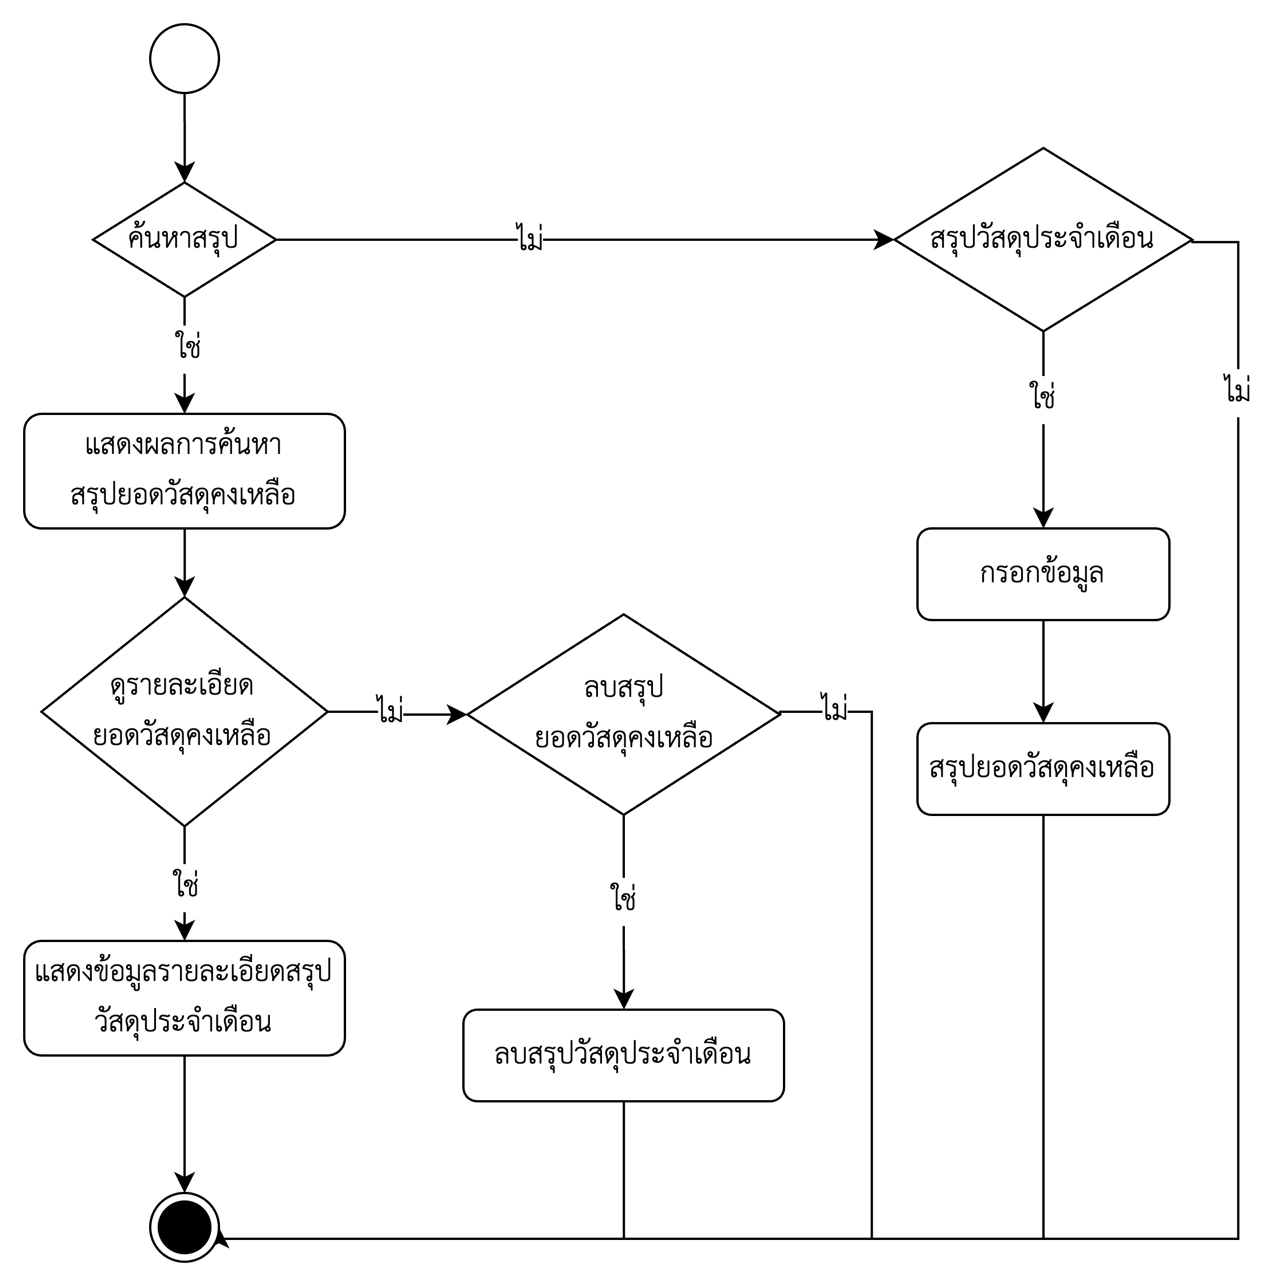 ค้นหาสรุป
ไม่
สรุปวัสดุประจำเดือน
ใช่
ใช่
ไม่
แสดงผลการค้นหา
สรุปยอดวัสดุคงเหลือ
กรอกข้อมูล
ดูรายละเอียด
ยอดวัสดุคงเหลือ
ไม่
ลบสรุป
ยอดวัสดุคงเหลือ
ไม่
สรุปยอดวัสดุคงเหลือ
ใช่
ใช่
แสดงข้อมูลรายละเอียดสรุป
วัสดุประจำเดือน
ลบสรุปวัสดุประจำเดือน